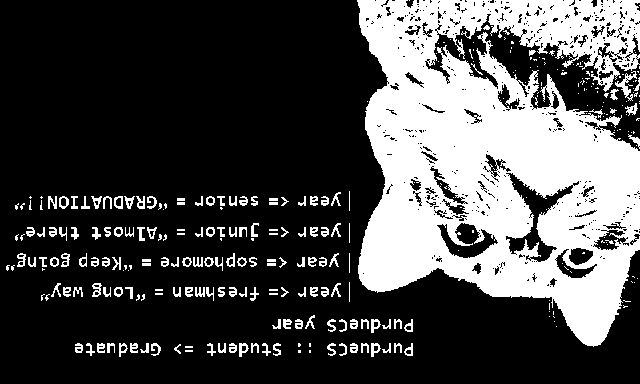 PurdueCS :: Student => Graduate
PurdueCS year
| year <= freshman = “Long way”
| year <= sophomore = “Keep going”
| year <= junior = “Almost there”
| year <= senior = “GRADUATION!!”